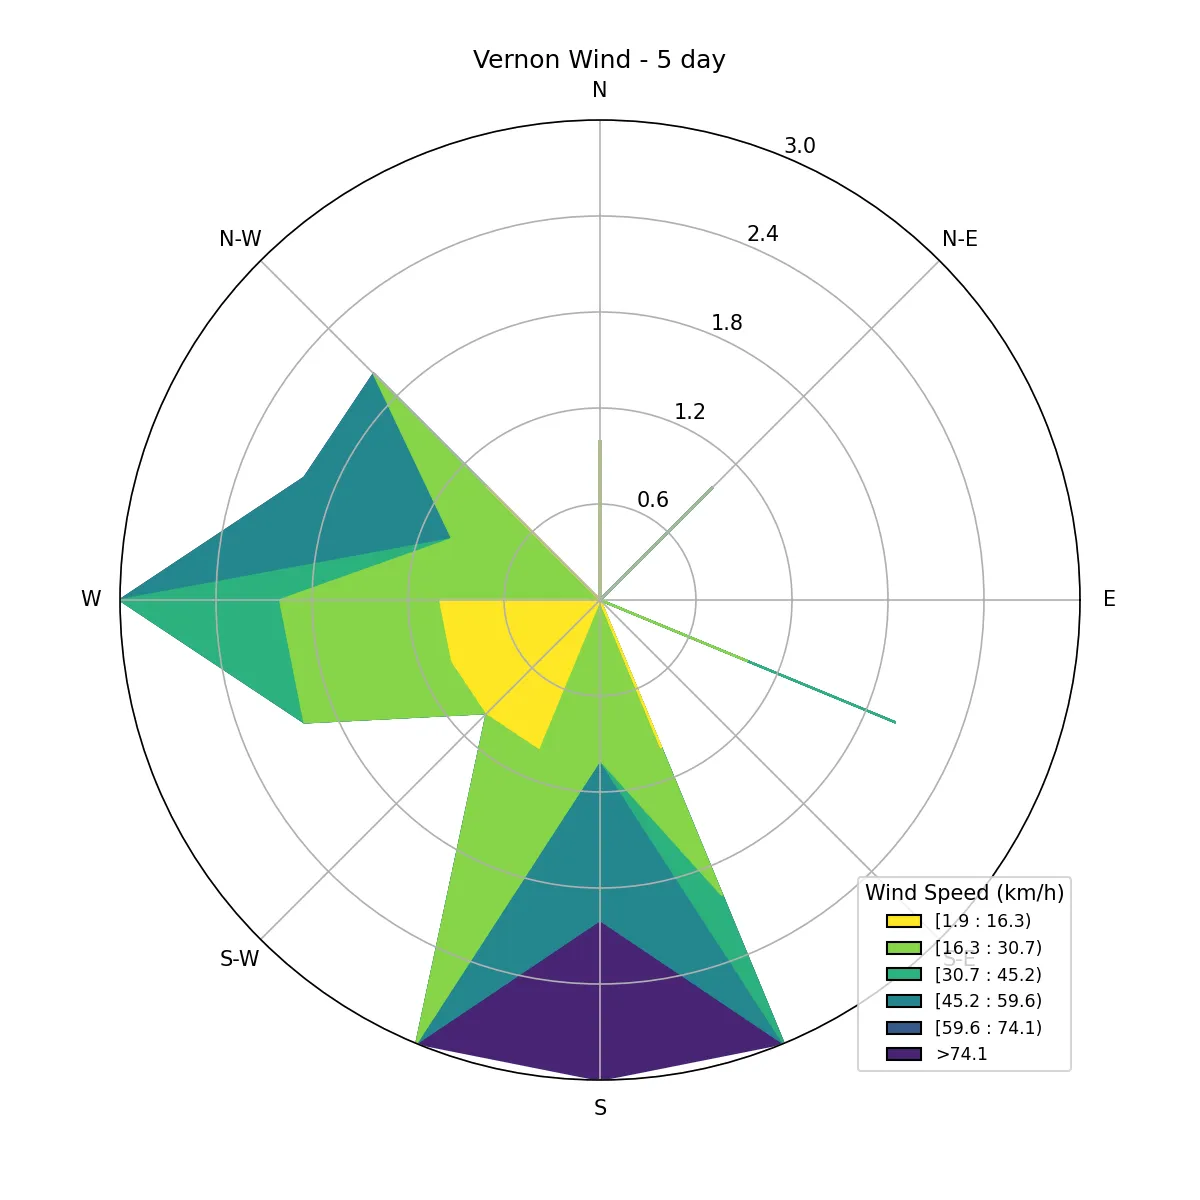 Vernon Wind - 5 day
N
3.0
N-W
N-E
2.4
1.8
1.2
0.6
W
E
S-W
S-E
Wind Speed (km/h)
[1.9 : 16.3)
[16.3 : 30.7)
[30.7 : 45.2)
[45.2 : 59.6)
[59.6 : 74.1)
>74.1
S